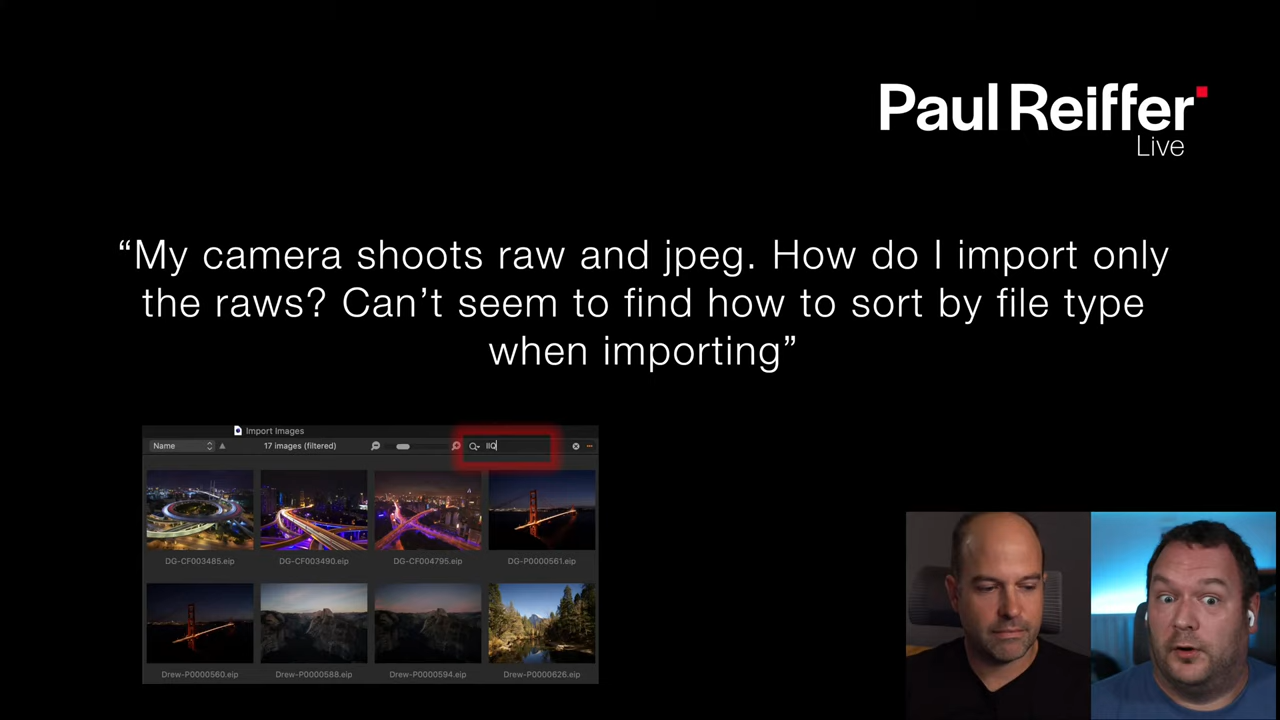 Paul Reiffer
Live
“My camera shoots raw and jpeg. How do I import only
the raws? Can’t seem to find how to sort by file type
when importing”
Import Images
Name
17 images (filtered)
IIQ
DG-CF003485.eip
DG-CF003490.eip
DG-CF004795.eip
DG-P0000561.eip
Drew-P0000560.eip
Drew-P0000588.eip
Drew-P0000594.eip
Drew-P0000626.eip